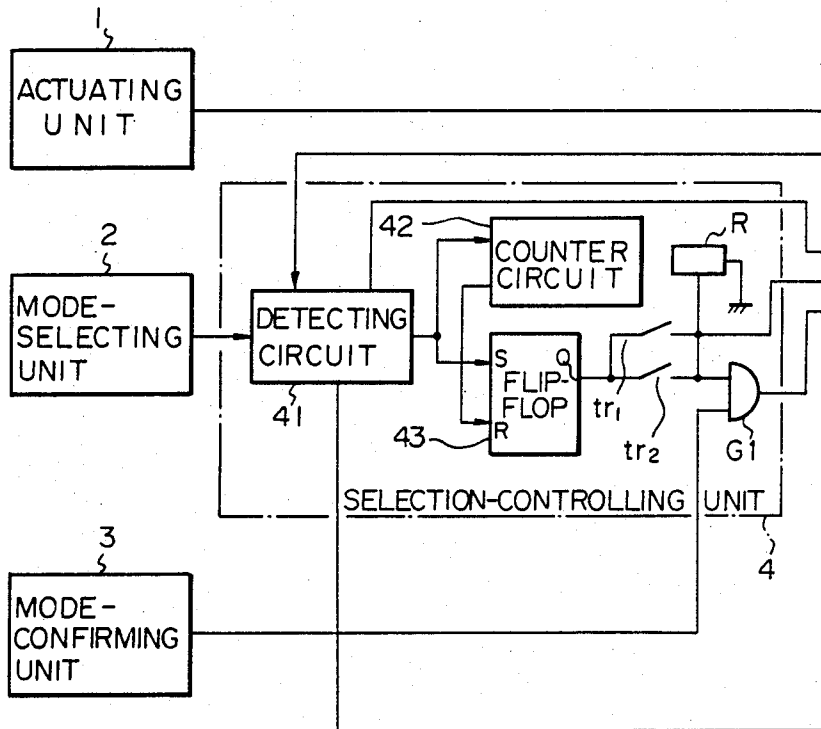 1
ACTUATING
UNIT
2
MODE-
SELECTING
UNIT
42
COUNTER
CIRCUIT
R
DETECTING
CIRCUIT
41
S
Q
FLIP-
FLOP
R
43
tr1
tr2
G1
SELECTION-CONTROLLING UNIT
4
3
MODE-
CONFIRMING
UNIT